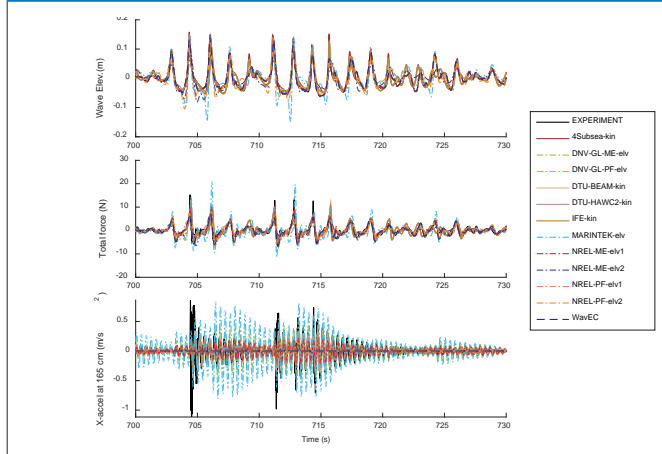 0.2
0.1
0
-0.1
-0.2
Wave Elev.(m)
700 705 710 715 720 725 730
30
20
10
0
-10
-20
Total force (N)
700 705 710 715 720 725 730
0.5
0
-0.5
-1
X-accel at 165 cm (m/s
2
)
700 705 710 715 720 725 730
Time (s)
EXPERIMENT
4Subsea-kin
DNV-GL-ME-elv
DNV-GL-PF-elv
DTU-BEAM-kin
DTU-HAWC2-kin
IFE-kin
MARINTEK-elv
NREL-ME-elv1
NREL-ME-elv2
NREL-PF-elv1
NREL-PF-elv2
WavEC